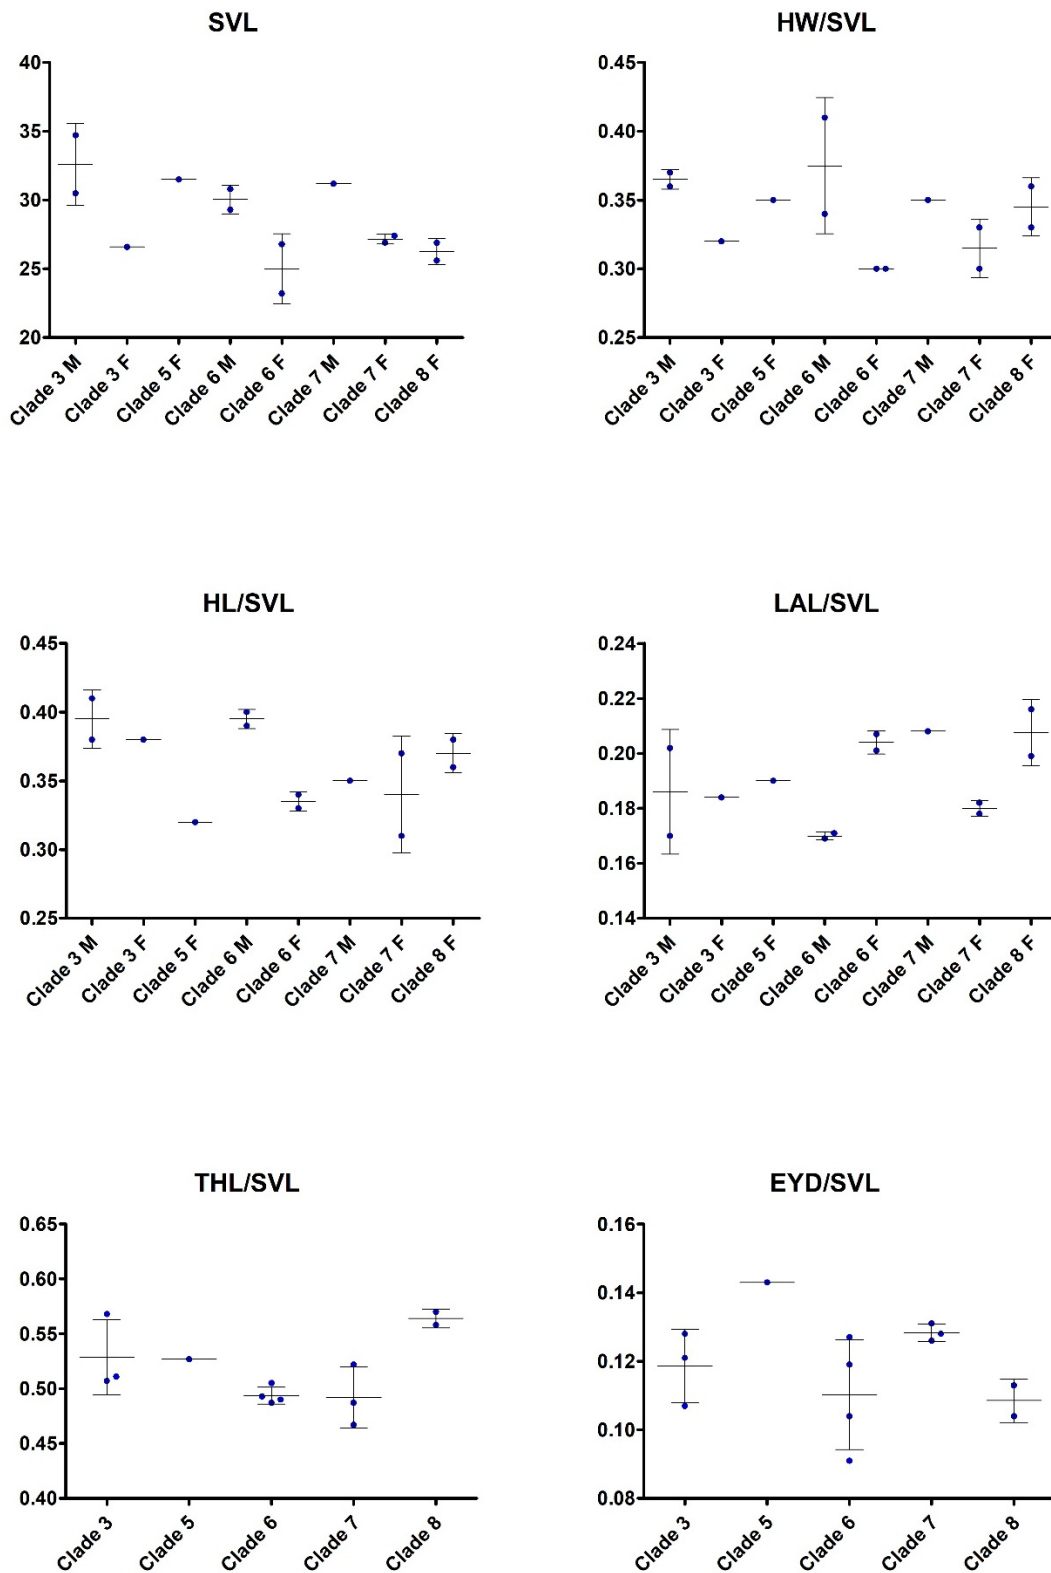 SVL
40
35
30
25
20
Clade 3 M
Clade 3 F
Clade 5 F
Clade 6 M
Clade 6 F
Clade 7 M
Clade 7 F
Clade 8 F
HW/SVL
0.45
0.40
0.35
0.30
0.25
Clade 3 M
Clade 3 F
Clade 5 F
Clade 6 M
Clade 6 F
Clade 7 M
Clade 7 F
Clade 8 F
HL/SVL
0.45
0.40
0.35
0.30
0.25
Clade 3 M
Clade 3 F
Clade 5 F
Clade 6 M
Clade 6 F
Clade 7 M
Clade 7 F
Clade 8 F
LAL/SVL
0.24
0.22
0.20
0.18
0.16
0.14
Clade 3 M
Clade 3 F
Clade 5 F
Clade 6 M
Clade 6 F
Clade 7 M
Clade 7 F
Clade 8 F
THL/SVL
0.65
0.60
0.55
0.50
0.45
0.40
Clade 3
Clade 5
Clade 6
Clade 7
Clade 8
EYD/SVL
0.16
0.14
0.12
0.10
0.08
Clade 3
Clade 5
Clade 6
Clade 7
Clade 8